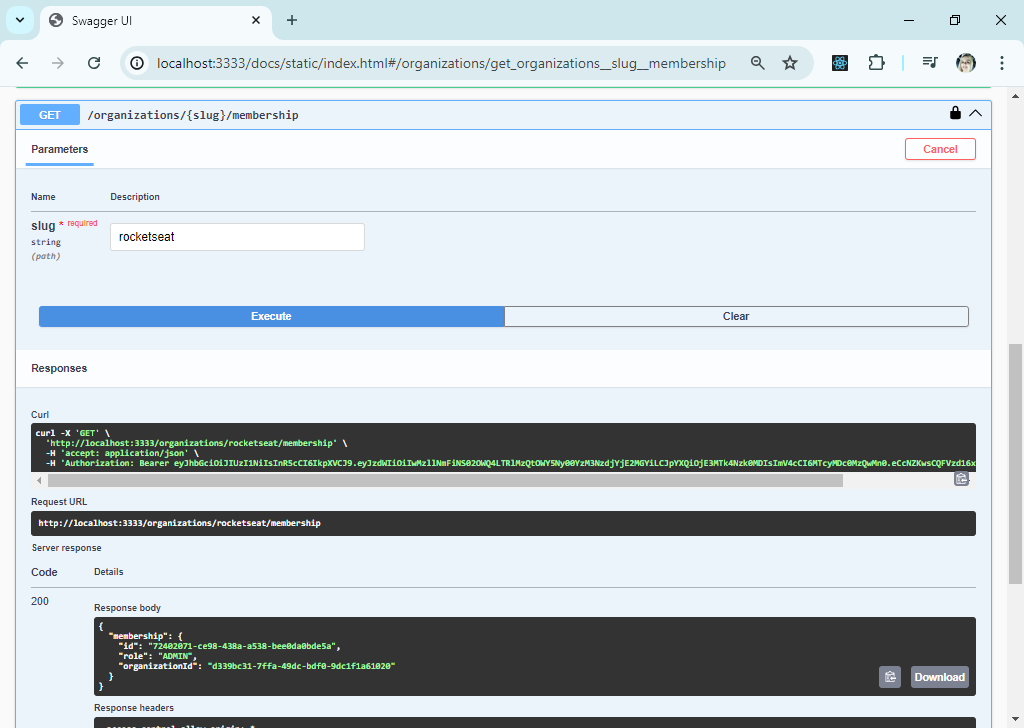 Swagger UI
localhost:3333/docs/static/index.html#/organizations/get_organizations__slug__membership
GET /organizations/{slug}/membership
Parameters
Cancel
Name Description
slug * required
string
(path)
rocketseat
Execute Clear
Responses
Curl
curl -X 'GET' \
'http://localhost:3333/organizations/rocketseat/membership' \
-H 'accept: application/json' \
-H 'Authorization: Bearer
Request URL
http://localhost:3333/organizations/rocketseat/membership
Server response
Code Details
200
Response body
{
"membership": {
"id": "72402071-ce98-438a-a538-bee0da0bde5a",
"role": "ADMIN",
"organizationId": "d339bc31-7ffa-49dc-bdf0-9dc1f1a61020"
}
}
Download
Response headers